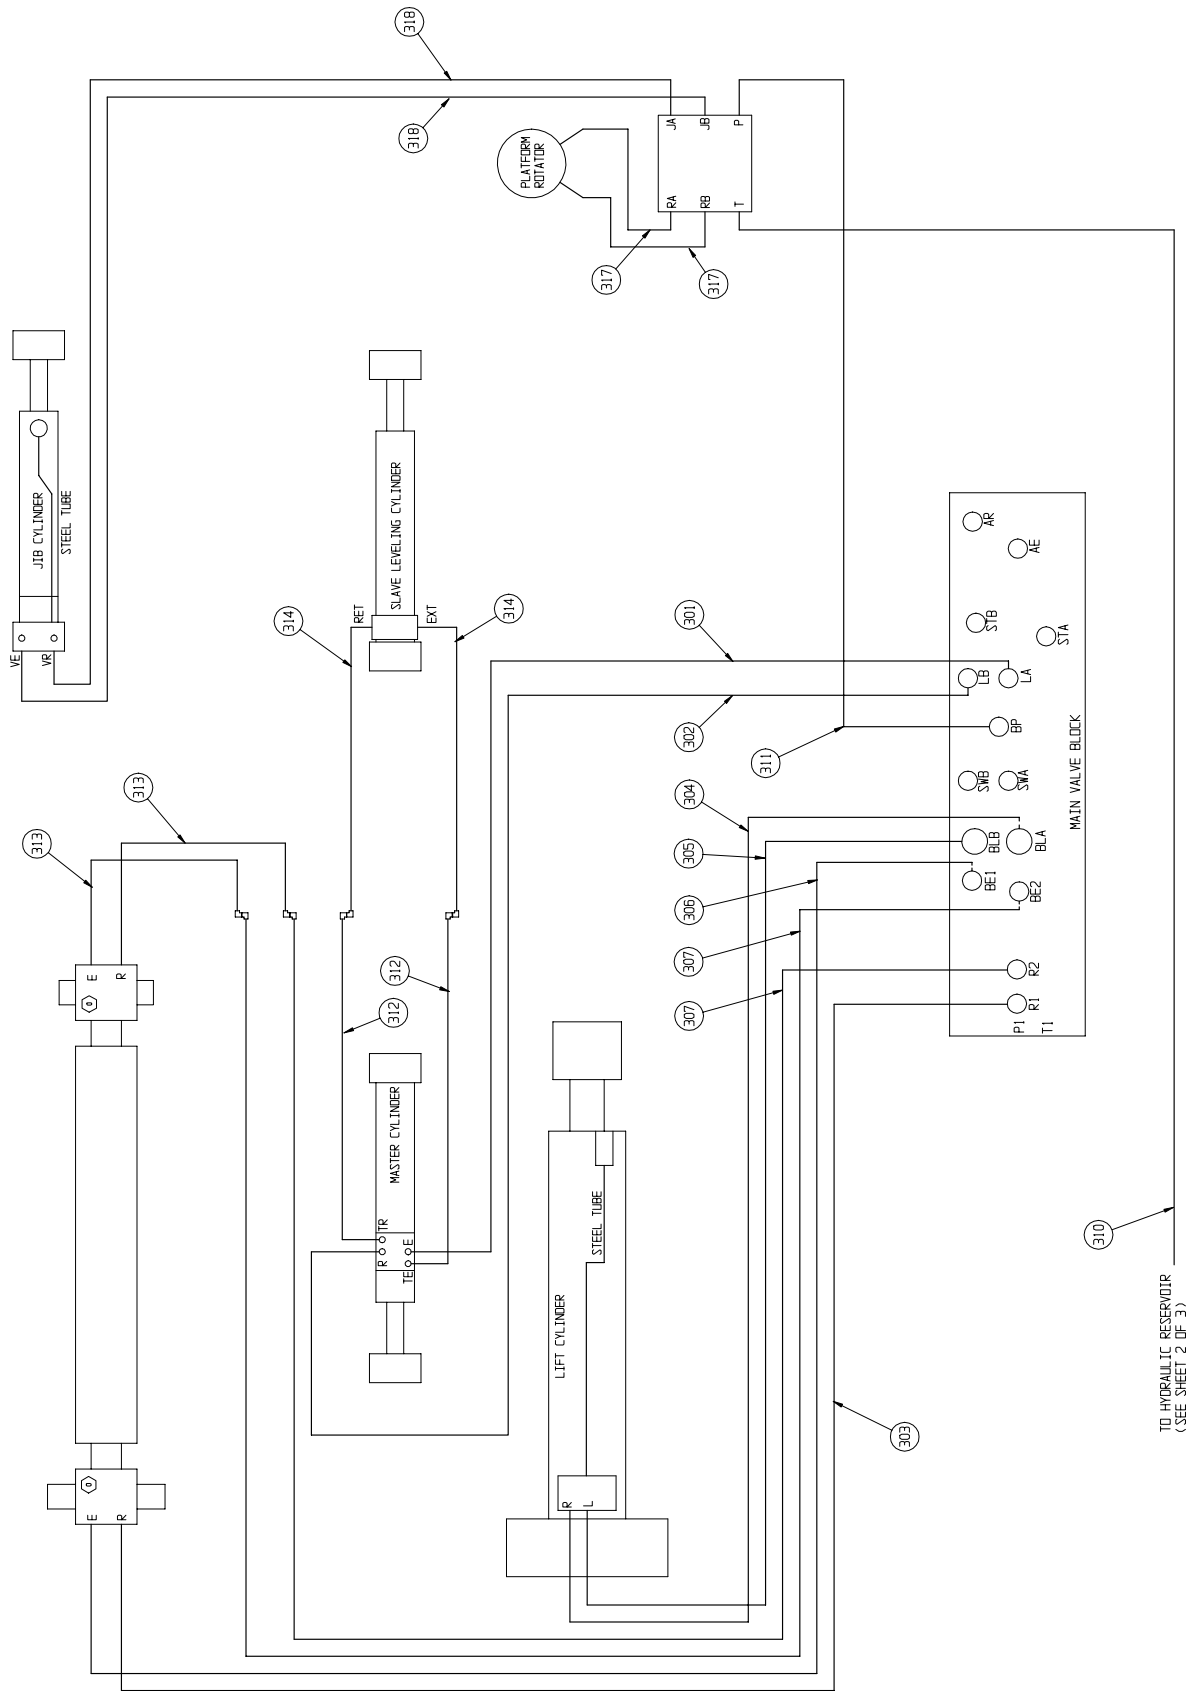 318
318
PLATFORM
ROTATOR
JA
JB
P
RA
RB
T
317
317
JIB CYLINDER
STEEL TUBE
VE
VR
SLAVE LEVELING CYLINDER
RET
EXT
314
314
313
313
E
R
312
312
MASTER CYLINDER
TR
R
E
TE
LIFT CYLINDER
STEEL TUBE
R
L
E
R
301
302
311
304
305
306
307
307
303
AR
AE
STB
STA
LB
LA
BP
SWB
SWA
BLB
BLA
BE1
BE2
R2
R1
P1
T1
MAIN VALVE BLOCK
310
TO HYDRAULIC RESERVOIR
(SEE SHEET 2 OF 3)